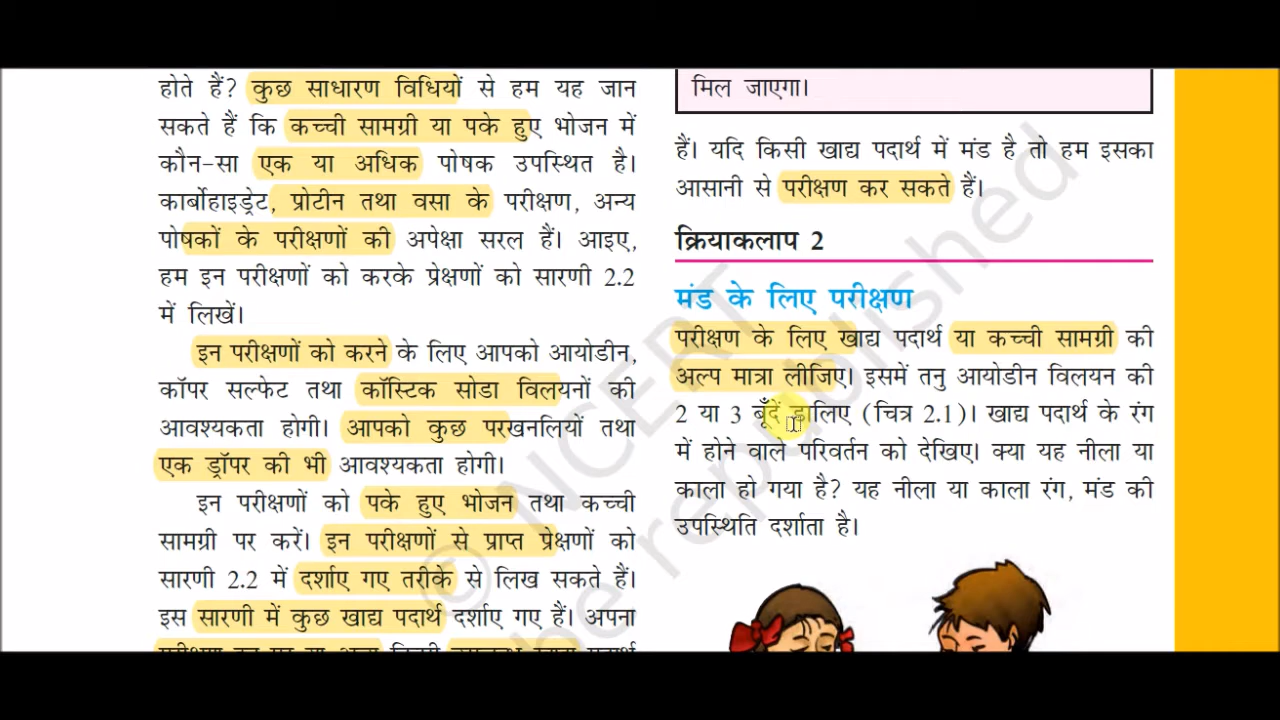 होते हैं? कुछ साधारण विधियों से हम यह जान
सकते हैं कि कच्ची सामग्री या पके हुए भोजन में
कौन-सा एक या अधिक पोषक उपस्थित है।
कार्बोहाइड्रेट, प्रोटीन तथा वसा के परीक्षण, अन्य
पोषकों के परीक्षणों की अपेक्षा सरल हैं। आइए,
हम इन परीक्षणों को करके प्रेक्षणों को सारणी 2.2
में लिखें।
इन परीक्षणों को करने के लिए आपको आयोडीन,
कॉपर सल्फेट तथा कॉस्टिक सोडा विलयनों की
आवश्यकता होगी। आपको कुछ परखनलियों तथा
एक ड्रॉपर की भी आवश्यकता होगी।
इन परीक्षणों को पके हुए भोजन तथा कच्ची
सामग्री पर करें। इन परीक्षणों से प्राप्त प्रेक्षणों को
सारणी 2.2 में दर्शाए गए तरीके से लिख सकते हैं।
इस सारणी में कुछ खाद्य पदार्थ दर्शाए गए हैं। अपना
मिल जाएगा।
हैं। यदि किसी खाद्य पदार्थ में मंड है तो हम इसका
आसानी से परीक्षण कर सकते हैं।
क्रियाकलाप 2
मंड के लिए परीक्षण
परीक्षण के लिए खाद्य पदार्थ या कच्ची सामग्री की
अल्प मात्रा लीजिए। इसमें तनु आयोडीन विलयन की
2 या 3 बूँदें डालिए (चित्र 2.1)। खाद्य पदार्थ के रंग
में होने वाले परिवर्तन को देखिए। क्या यह नीला या
काला हो गया है? यह नीला या काला रंग, मंड की
उपस्थिति दर्शाता है।
© NCERT
be republished